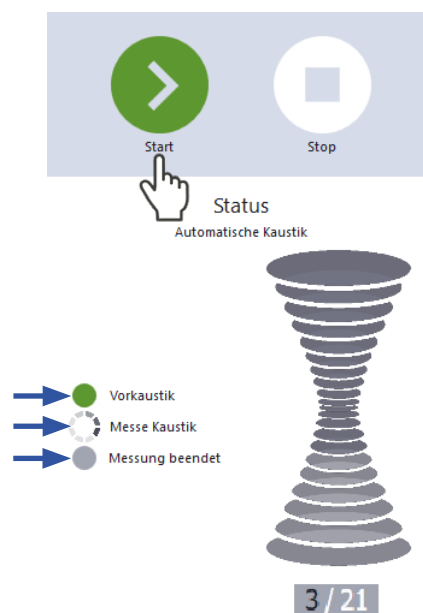 Start
Stop
Status
Automatische Kaustik
Vorkaustik
Messe Kaustik
Messung beendet
3 / 21